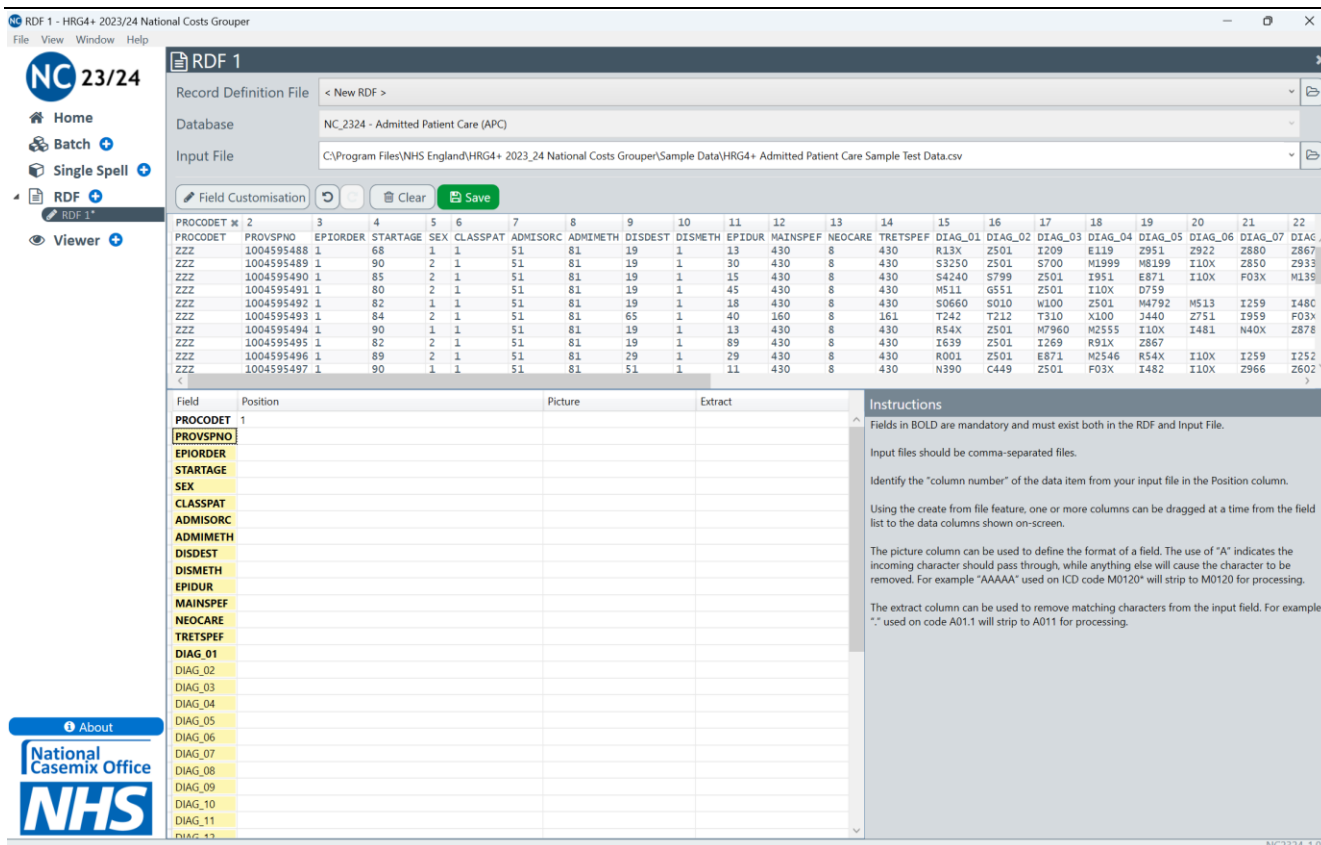 RDF 1 - HRG4+ 2023/24 National Costs Grouper
File View Window Help
NC 23/24
Home
Batch
Single Spell
RDF
RDF 1*
Viewer
RDF 1
Record Definition File < New RDF >
Database NC_2324 - Admitted Patient Care (APC)
Input File C:\Program Files\NHS England\HRG4+ 2023_24 National Costs Grouper\Sample Data\HRG4+ Admitted Patient Care Sample Test Data.csv
Field Customisation Clear Save
PROCODET 2 3 4 5 6 7 8 9 10 11 12 13 14 15 16 17 18 19 20 21 22
PROCODET PROVSPNO EPIORDER STARTAGE SEX CLASSPAT ADMISORC ADMIMETH DISDEST DISMETH EPIDUR MAINSPEF NEOCARE TRETSPEF DIAG_01 DIAG_02 DIAG_03 DIAG_04 DIAG_05 DIAG_06 DIAG_07 DIAG
ZZZ 1004595488 1 68 1 1 51 81 19 1 13 430 8 430 R13X Z501 I209 E119 Z951 Z922 Z880 Z867
ZZZ 1004595489 1 90 2 1 51 81 19 1 30 430 8 430 S3250 Z501 S700 M1999 M8199 I10X Z850 Z933
ZZZ 1004595490 1 85 2 1 51 81 19 1 15 430 8 430 S4240 S799 Z501 I951 E871 I10X F03X M139
ZZZ 1004595491 1 80 2 1 51 81 19 1 45 430 8 430 M511 G551 Z501 I10X D759
ZZZ 1004595492 1 82 1 1 51 81 19 1 18 430 8 430 S0660 S010 W100 Z501 M4792 M513 I259 I480
ZZZ 1004595493 1 84 2 1 51 81 65 1 40 160 8 161 T242 T212 T310 X100 J440 Z751 I959 F03X
ZZZ 1004595494 1 90 1 1 51 81 19 1 13 430 8 430 R54X Z501 M7960 M2555 I10X I481 N40X Z878
ZZZ 1004595495 1 82 2 1 51 81 19 1 89 430 8 430 I639 Z501 I269 R91X Z867
ZZZ 1004595496 1 89 2 1 51 81 29 1 29 430 8 430 R001 Z501 E871 M2546 R54X I10X I259 I252
ZZZ 1004595497 1 90 1 1 51 81 51 1 11 430 8 430 N390 C449 Z501 F03X I482 I10X Z966 Z602
Field Position Picture Extract
PROCODET 1
PROVSPNO
EPIORDER
STARTAGE
SEX
CLASSPAT
ADMISORC
ADMIMETH
DISDEST
DISMETH
EPIDUR
MAINSPEF
NEOCARE
TRETSPEF
DIAG_01
DIAG_02
DIAG_03
DIAG_04
DIAG_05
DIAG_06
DIAG_07
DIAG_08
DIAG_09
DIAG_10
DIAG_11
DIAG_12
Instructions
Fields in BOLD are mandatory and must exist both in the RDF and Input File.
Input files should be comma-separated files.
Identify the "column number" of the data item from your input file in the Position column.
Using the create from file feature, one or more columns can be dragged at a time from the field
list to the data columns shown on-screen.
The picture column can be used to define the format of a field. The use of "A" indicates the
incoming character should pass through, while anything else will cause the character to be
removed. For example "AAAAA" used on ICD code M0120* will strip to M0120 for processing.
The extract column can be used to remove matching characters from the input field. For example
"." used on code A01.1 will strip to A011 for processing.
About
National
Casemix Office
NHS